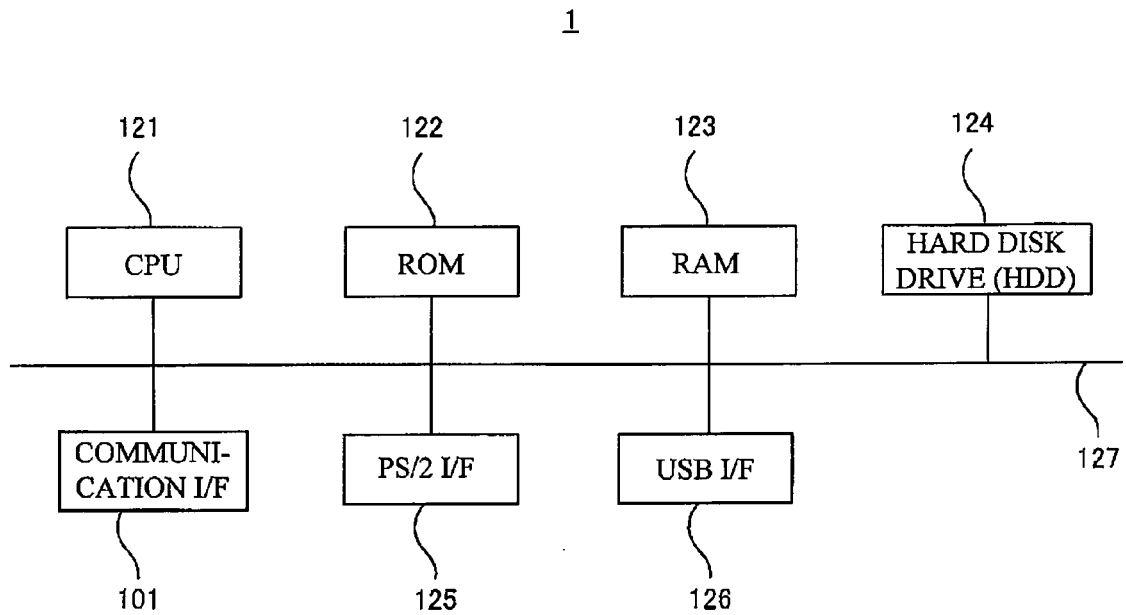 1
121
122
123
124
CPU
ROM
RAM
HARD DISK
DRIVE (HDD)
COMMUNI-
CATION I/F
PS/2 I/F
USB I/F
127
101
125
126